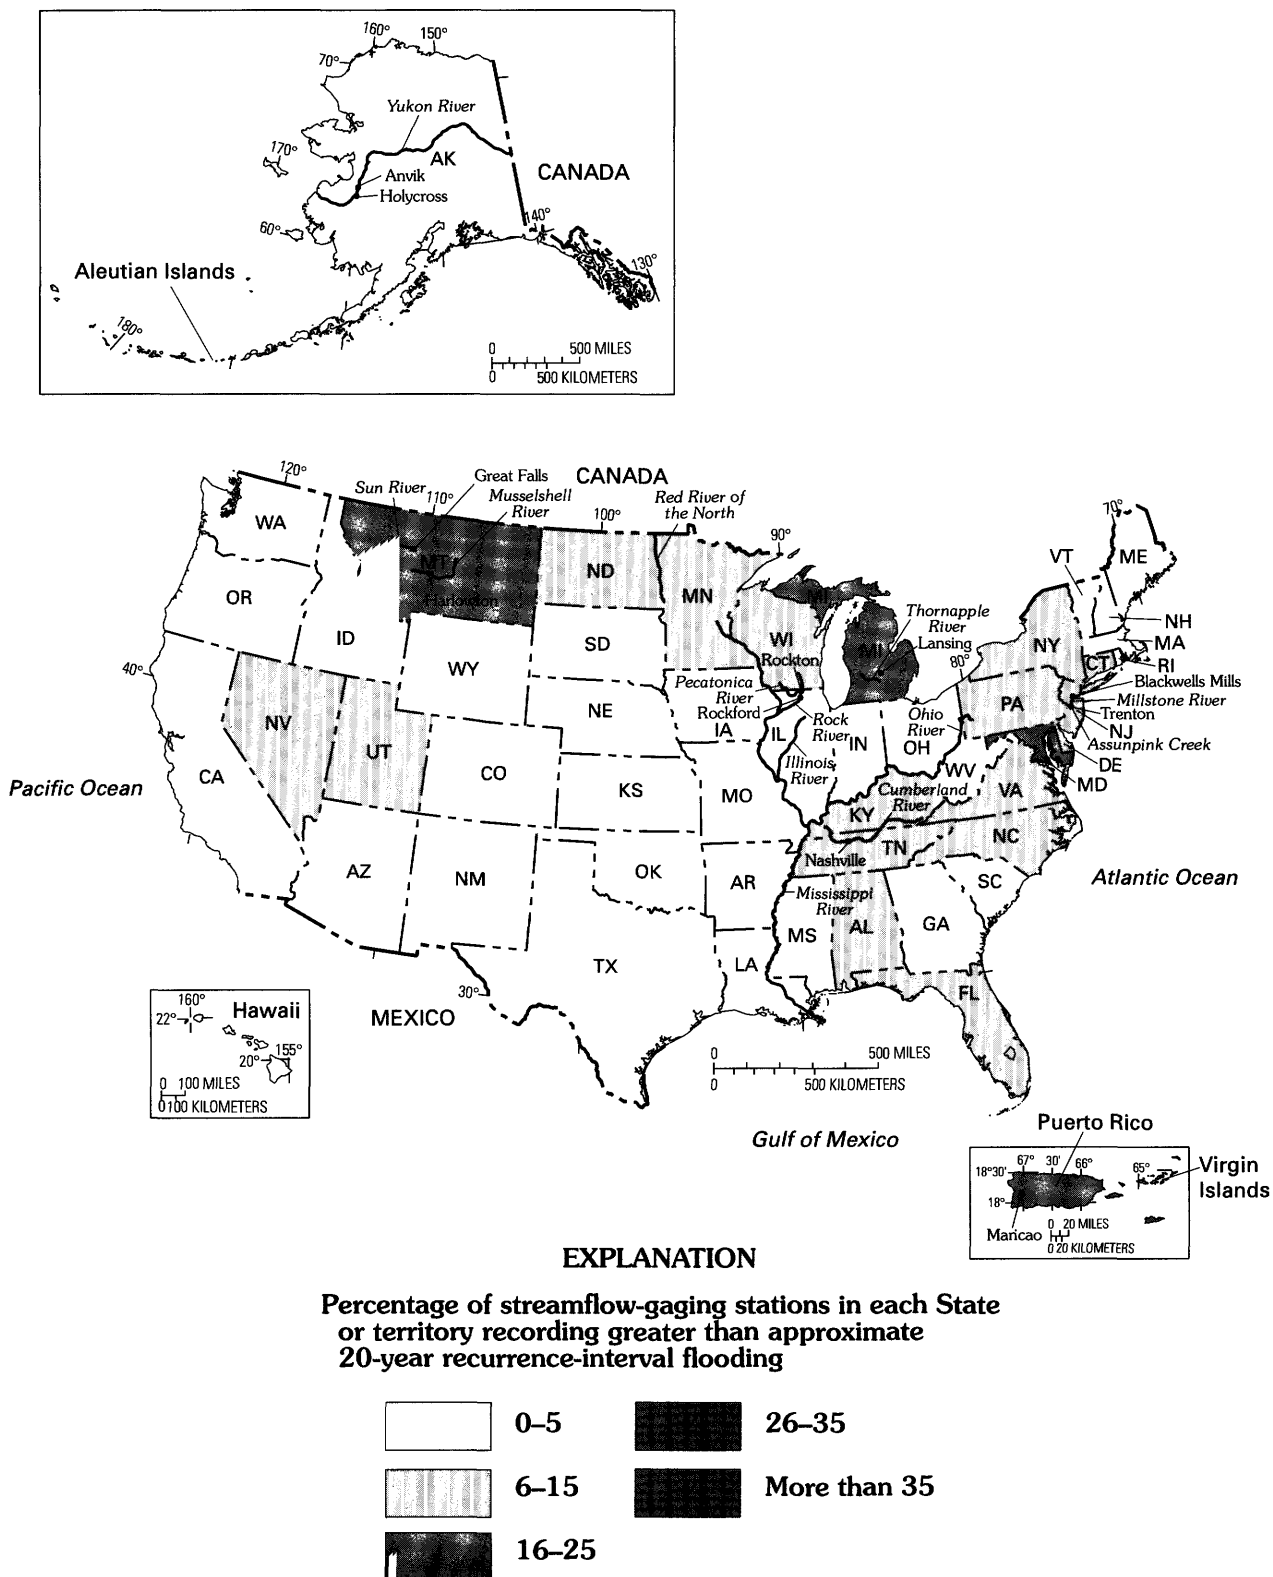 160°
150°
70°
Yukon River
170°
AK
CANADA
Anvik
Holycross
60°
140°
130°
Aleutian Islands
180°
0 500 MILES
0 500 KILOMETERS
120°
CANADA
Great Falls
Sun River
110°
Musselshell
River
Red River of
the North
100°
90°
70°
WA
MT
ND
MN
VT
ME
OR
Harlowton
MI
Thornapple
River
NH
ID
SD
WI
MI
Lansing
NY
MA
40°
WY
Rockton
80°
CT
RI
Pecatonica
River
Blackwells Mills
NV
NE
Rockford
Rock
River
Ohio
River
PA
Millstone River
Trenton
UT
IA
IL
IN
OH
NJ
Assunpink Creek
CA
CO
KS
Illinois
River
WV
DE
Pacific Ocean
MO
Cumberland
River
VA
MD
KY
NC
AZ
NM
OK
Nashville
TN
AR
Mississippi
River
SC
Atlantic Ocean
MS
AL
GA
TX
LA
30°
FL
MEXICO
160°
Hawaii
22°
155°
20°
0 100 MILES
0 100 KILOMETERS
0 500 MILES
0 500 KILOMETERS
Gulf of Mexico
Puerto Rico
67° 30' 66°
65°
18°30'
Virgin
Islands
18°
Maricao
0 20 MILES
0 20 KILOMETERS
EXPLANATION
Percentage of streamflow-gaging stations in each State
or territory recording greater than approximate
20-year recurrence-interval flooding
0–5
26–35
6–15
More than 35
16–25